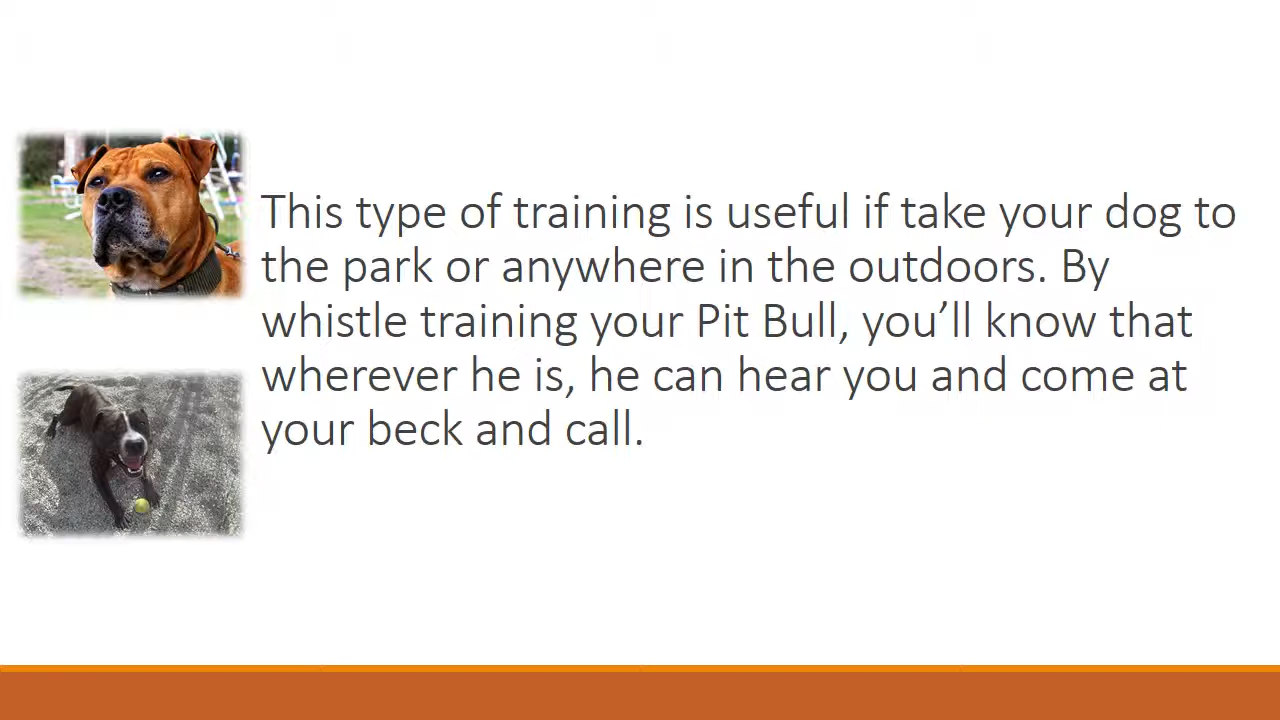 This type of training is useful if take your dog to
the park or anywhere in the outdoors. By
whistle training your Pit Bull, you’ll know that
wherever he is, he can hear you and come at
your beck and call.